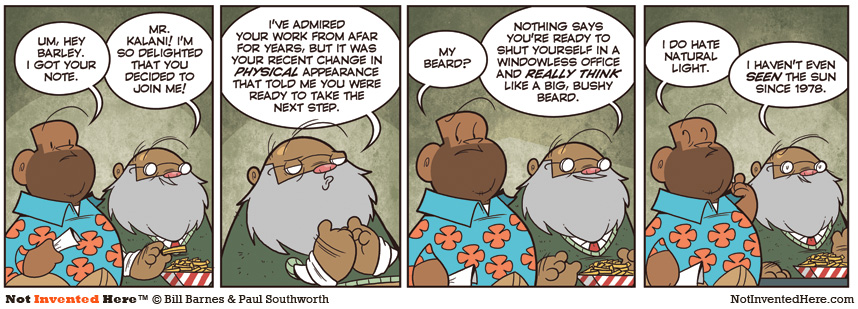 UM, HEY
BARLEY.
I GOT YOUR
NOTE.
MR.
KALANI! I'M
SO DELIGHTED
THAT YOU
DECIDED TO
JOIN ME!
I'VE ADMIRED
YOUR WORK FROM AFAR
FOR YEARS, BUT IT WAS
YOUR RECENT CHANGE IN
PHYSICAL APPEARANCE
THAT TOLD ME YOU WERE
READY TO TAKE THE
NEXT STEP.
MY
BEARD?
NOTHING SAYS
YOU'RE READY TO
SHUT YOURSELF IN A
WINDOWLESS OFFICE
AND REALLY THINK
LIKE A BIG, BUSHY
BEARD.
I DO HATE
NATURAL
LIGHT.
I HAVEN'T EVEN
SEEN THE SUN
SINCE 1978.
Not Invented Here™ © Bill Barnes & Paul Southworth
NotInventedHere.com